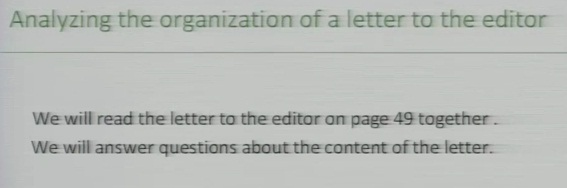 Analyzing the organization of a letter to the editor
We will read the letter to the editor on page 49 together .
We will answer questions about the content of the letter.